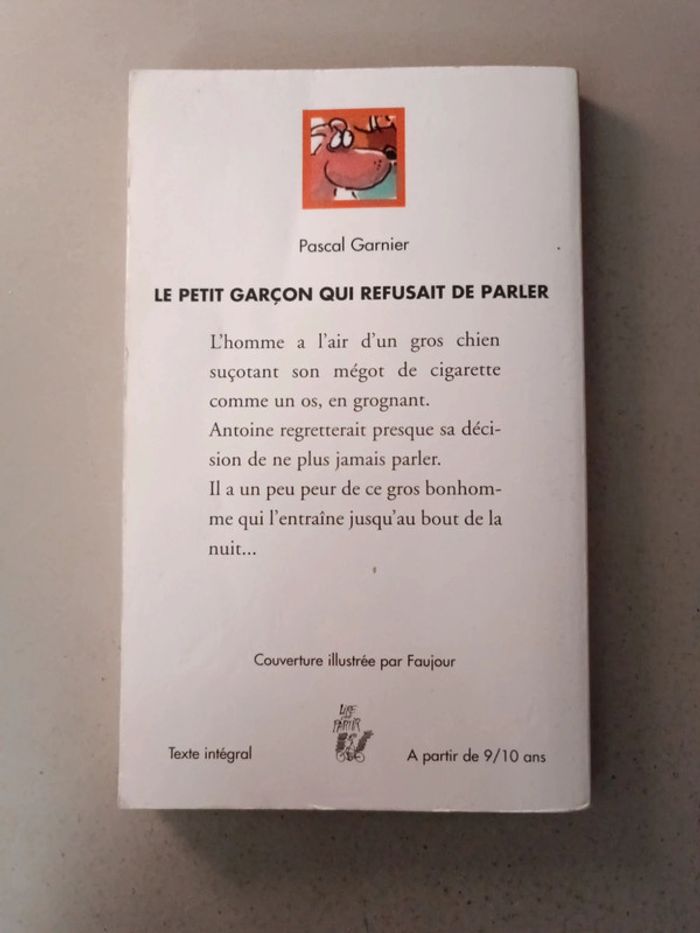 Pascal Garnier
LE PETIT GARÇON QUI REFUSAIT DE PARLER
L'homme a l'air d'un gros chien
suçotant son mégot de cigarette
comme un os, en grognant.
Antoine regretterait presque sa déci-
sion de ne plus jamais parler.
Il a un peu peur de ce gros bonhom-
me qui l'entraîne jusqu'au bout de la
nuit...
Couverture illustrée par Faujour
LIRE
PARTIR
Texte intégral
A partir de 9/10 ans